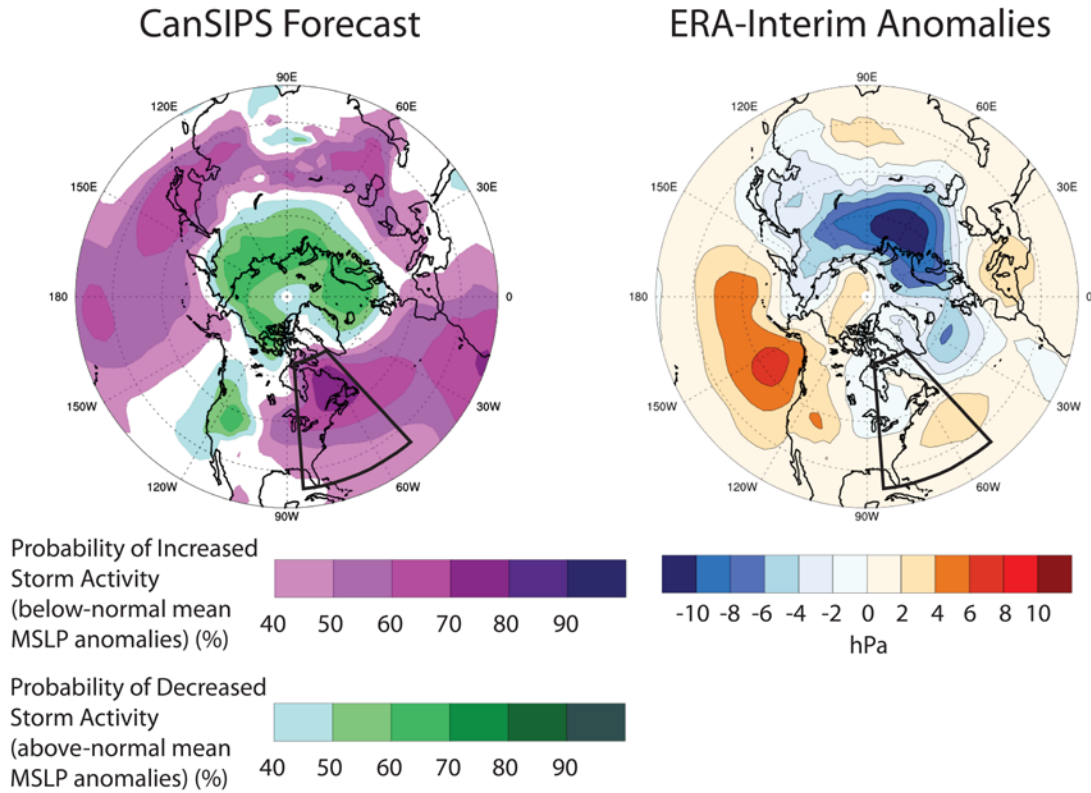 CanSIPS Forecast
ERA-Interim Anomalies
90E
120E
60E
150E
30E
180
0
150W
30W
120W
60W
90W
90E
120E
60E
150E
30E
180
0
150W
30W
120W
60W
90W
Probability of Increased
Storm Activity
(below-normal mean
MSLP anomalies) (%)
40 50 60 70 80 90
-10 -8 -6 -4 -2 0 2 4 6 8 10
hPa
Probability of Decreased
Storm Activity
(above-normal mean
MSLP anomalies) (%)
40 50 60 70 80 90